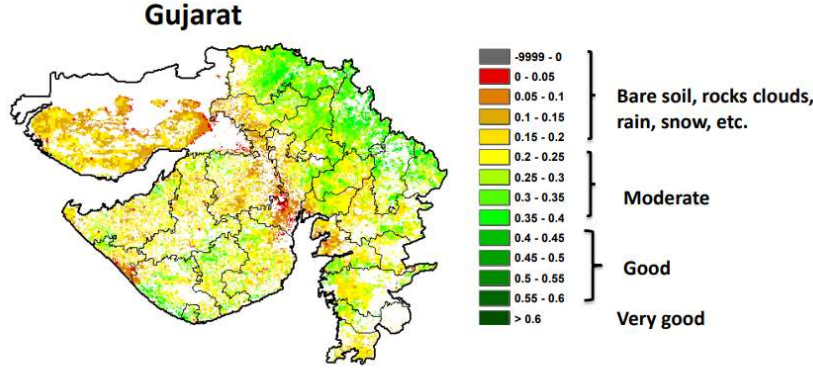 Gujarat
-9999 - 0
0 - 0.05
0.05 - 0.1
0.1 - 0.15
0.15 - 0.2
0.2 - 0.25
0.25 - 0.3
0.3 - 0.35
0.35 - 0.4
0.4 - 0.45
0.45 - 0.5
0.5 - 0.55
0.55 - 0.6
> 0.6
Bare soil, rocks clouds,
rain, snow, etc.
Moderate
Good
Very good